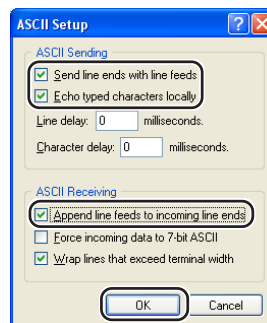 ASCII Setup
ASCII Sending
Send line ends with line feeds
Echo typed characters locally
Line delay: 0 milliseconds.
Character delay: 0 milliseconds.
ASCII Receiving
Append line feeds to incoming line ends
Force incoming data to 7-bit ASCII
Wrap lines that exceed terminal width
OK Cancel